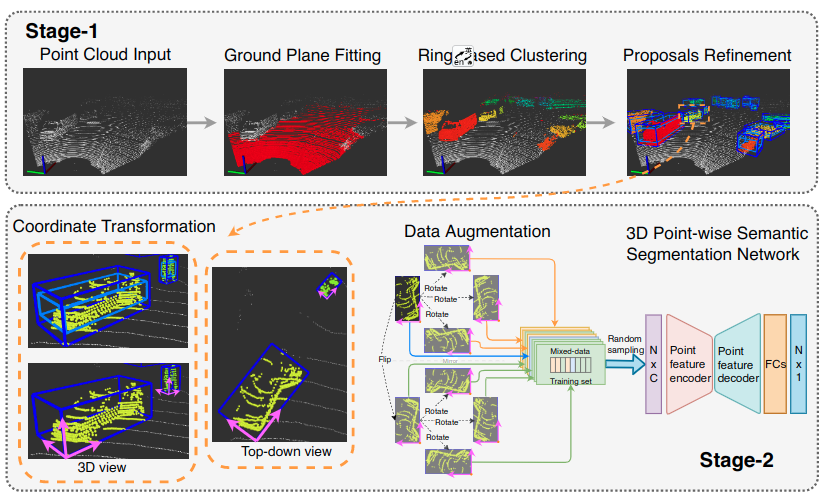 Stage-1
Point Cloud Input
Ground Plane Fitting
Ring ased Clustering
en
Proposals Refinement
Coordinate Transformation
3D view
Top-down view
Data Augmentation
Rotate
Rotate
Rotate
Flip
Mirror
Rotate
Rotate
Rotate
Mixed-data
Training set
Random
sampling
3D Point-wise Semantic
Segmentation Network
N
x
C
Point
feature
encoder
Point
feature
decoder
FCs
N
x
1
Stage-2